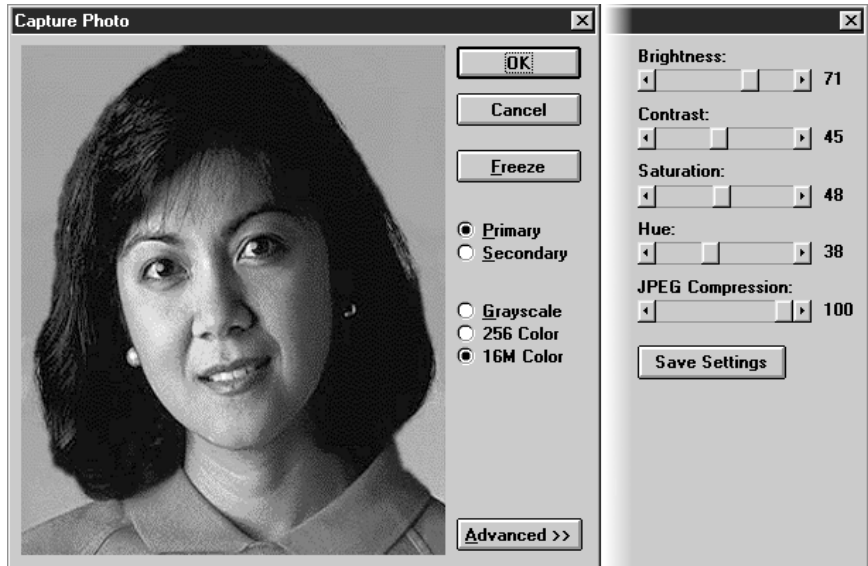 Capture Photo
OK
Cancel
Freeze
Primary
Secondary
Grayscale
256 Color
16M Color
Advanced >>
Brightness:
71
Contrast:
45
Saturation:
48
Hue:
38
JPEG Compression:
100
Save Settings